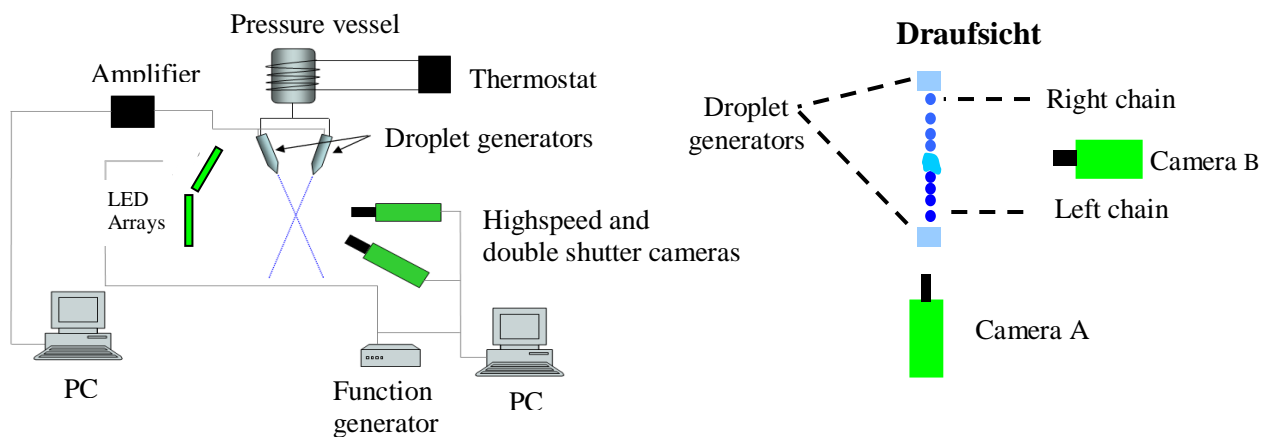 Pressure vessel
Amplifier
Thermostat
Droplet generators
LED
Arrays
Highspeed and
double shutter cameras
PC
Function
generator
PC
Draufsicht
Droplet
generators
Right chain
Camera B
Left chain
Camera A